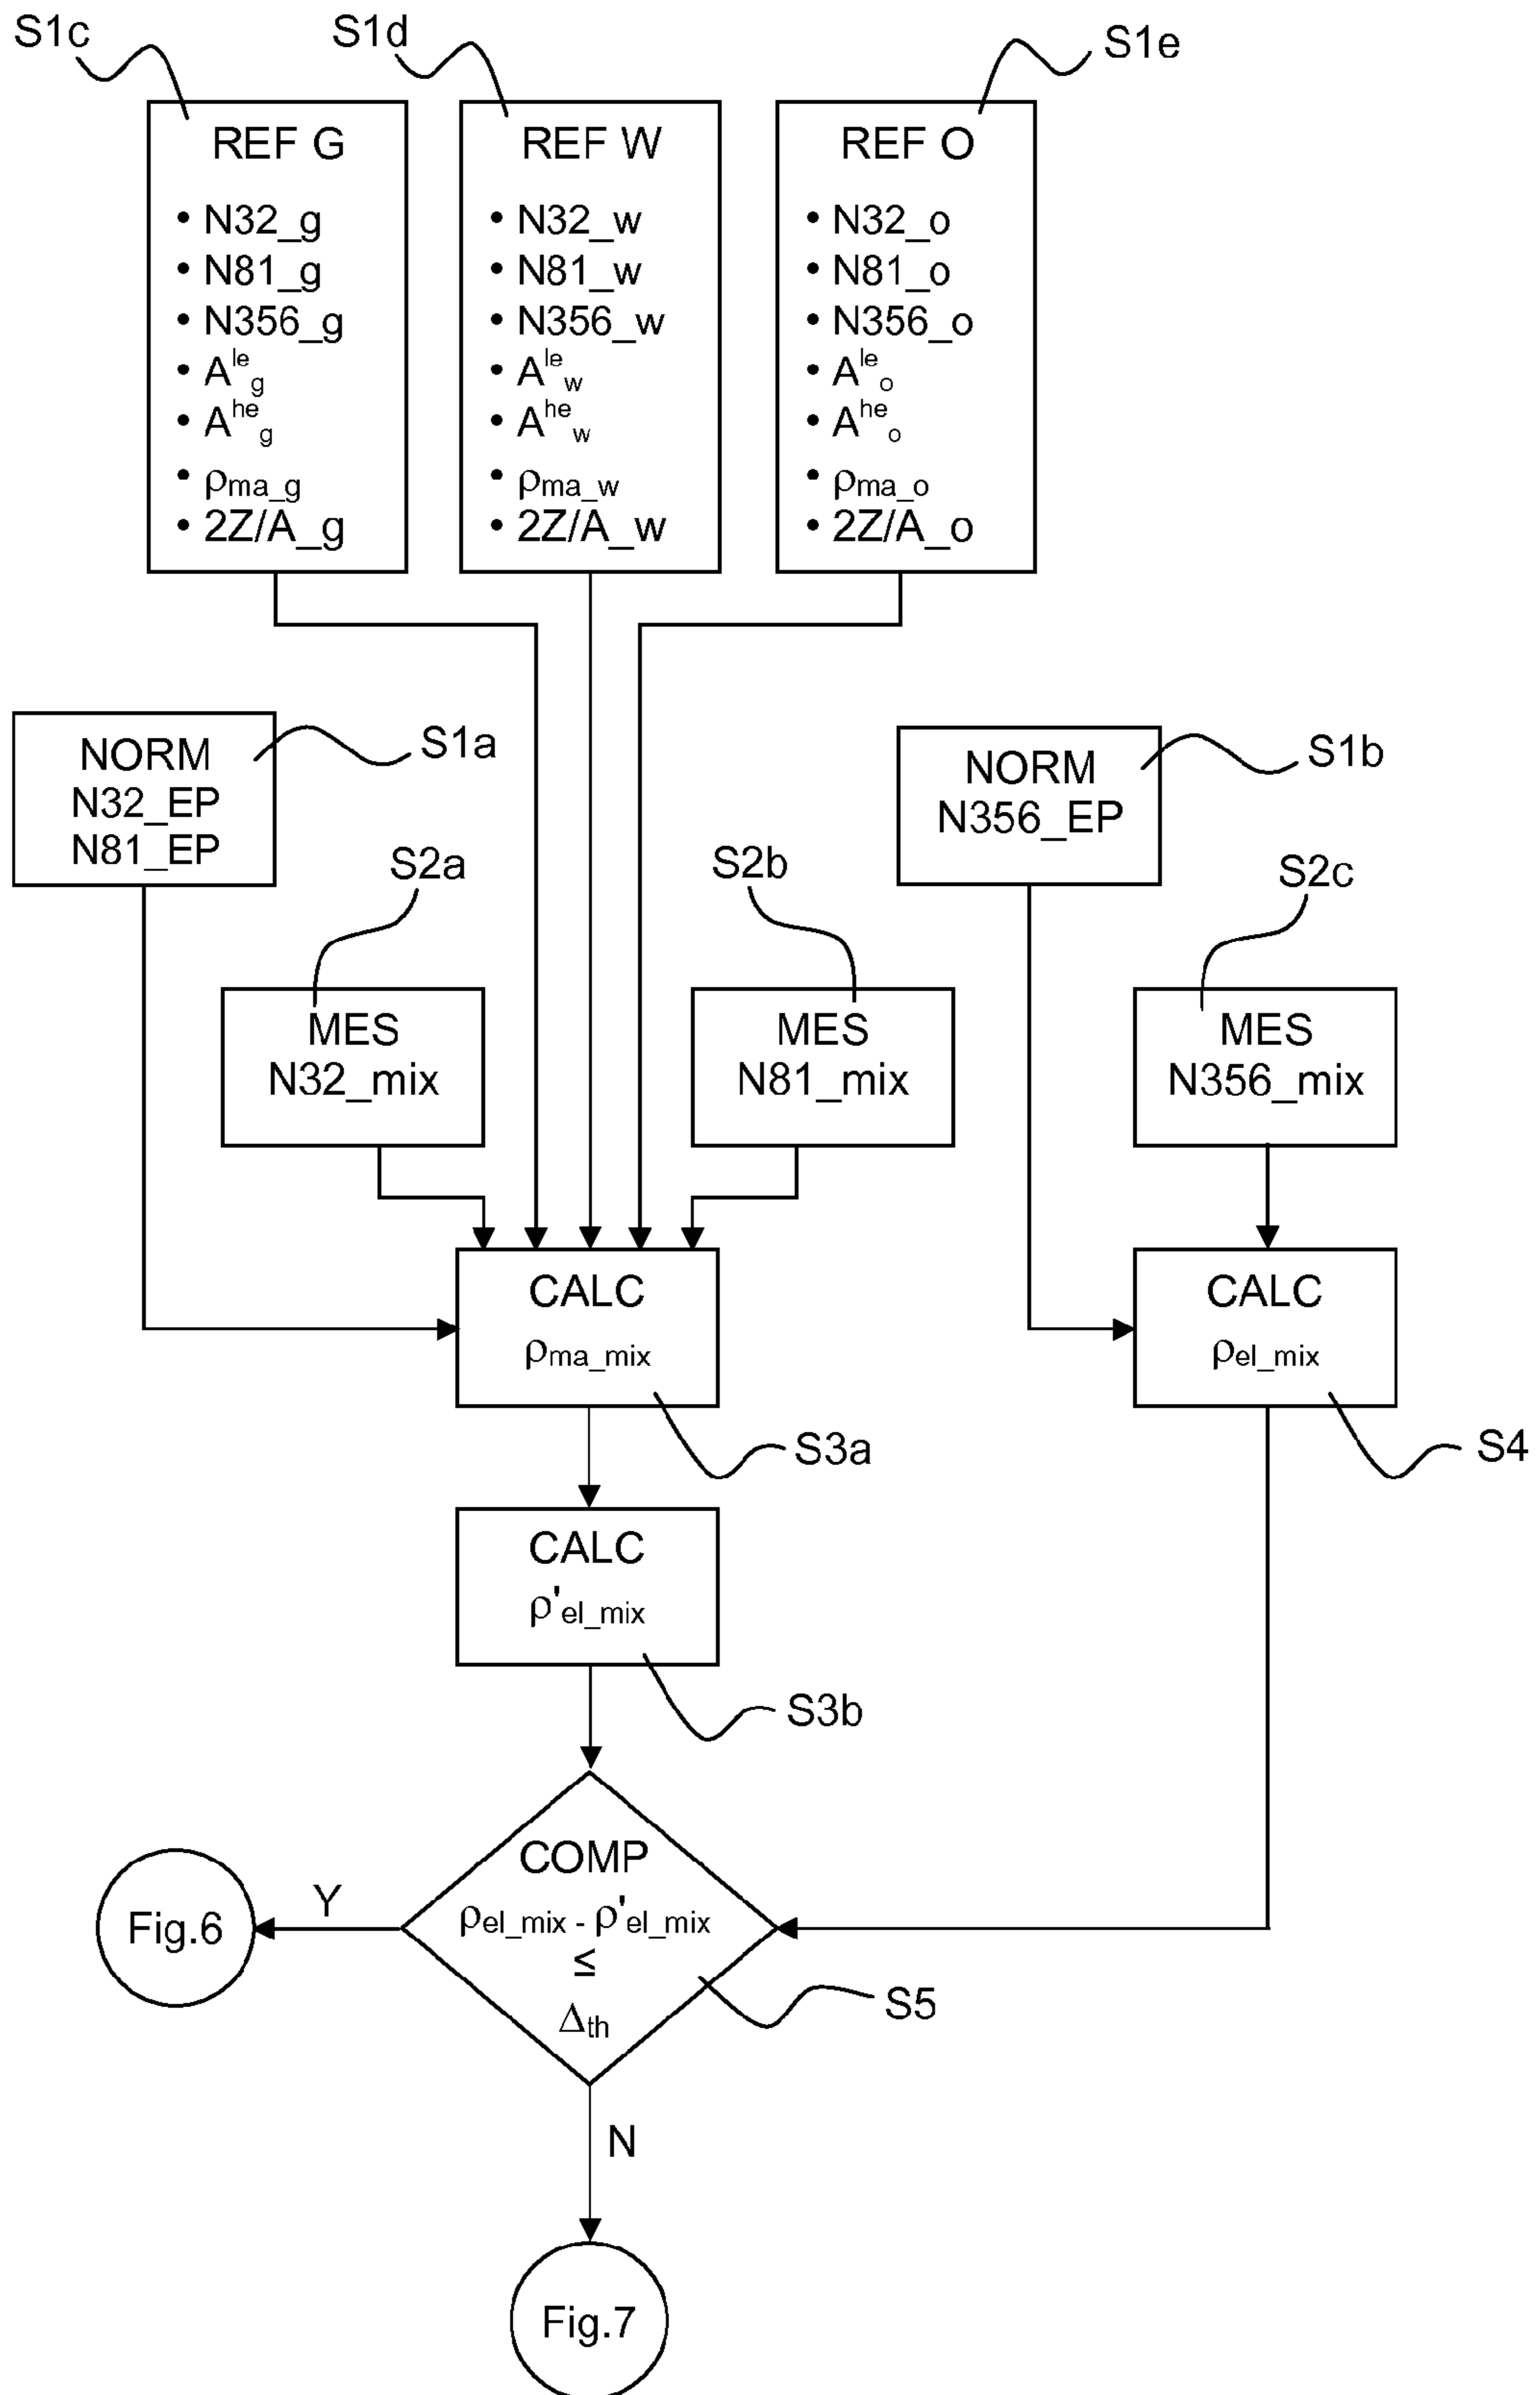 S1c
S1d
S1e
REF G
• N32_g
• N81_g
• N356_g
• A^le_g
• A^he_g
• ρma_g
• 2Z/A_g
REF W
• N32_w
• N81_w
• N356_w
• A^le_w
• A^he_w
• ρma_w
• 2Z/A_w
REF O
• N32_o
• N81_o
• N356_o
• A^le_o
• A^he_o
• ρma_o
• 2Z/A_o
NORM
N32_EP
N81_EP
S1a
NORM
N356_EP
S1b
S2a
S2b
S2c
MES
N32_mix
MES
N81_mix
MES
N356_mix
CALC
ρma_mix
S3a
CALC
ρel_mix
S4
CALC
ρ'el_mix
S3b
COMP
ρel_mix - ρ'el_mix
≤
Δth
S5
Y
Fig.6
N
Fig.7